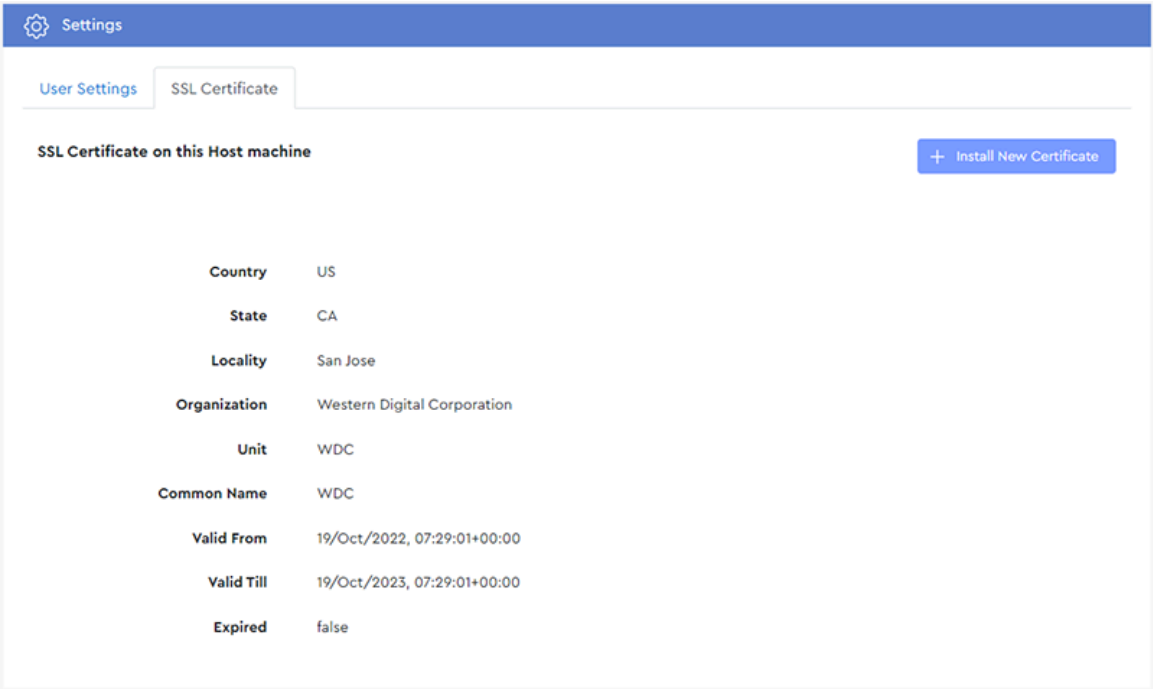 Settings
User Settings SSL Certificate
SSL Certificate on this Host machine
+ Install New Certificate
Country US
State CA
Locality San Jose
Organization Western Digital Corporation
Unit WDC
Common Name WDC
Valid From 19/Oct/2022, 07:29:01+00:00
Valid Till 19/Oct/2023, 07:29:01+00:00
Expired false